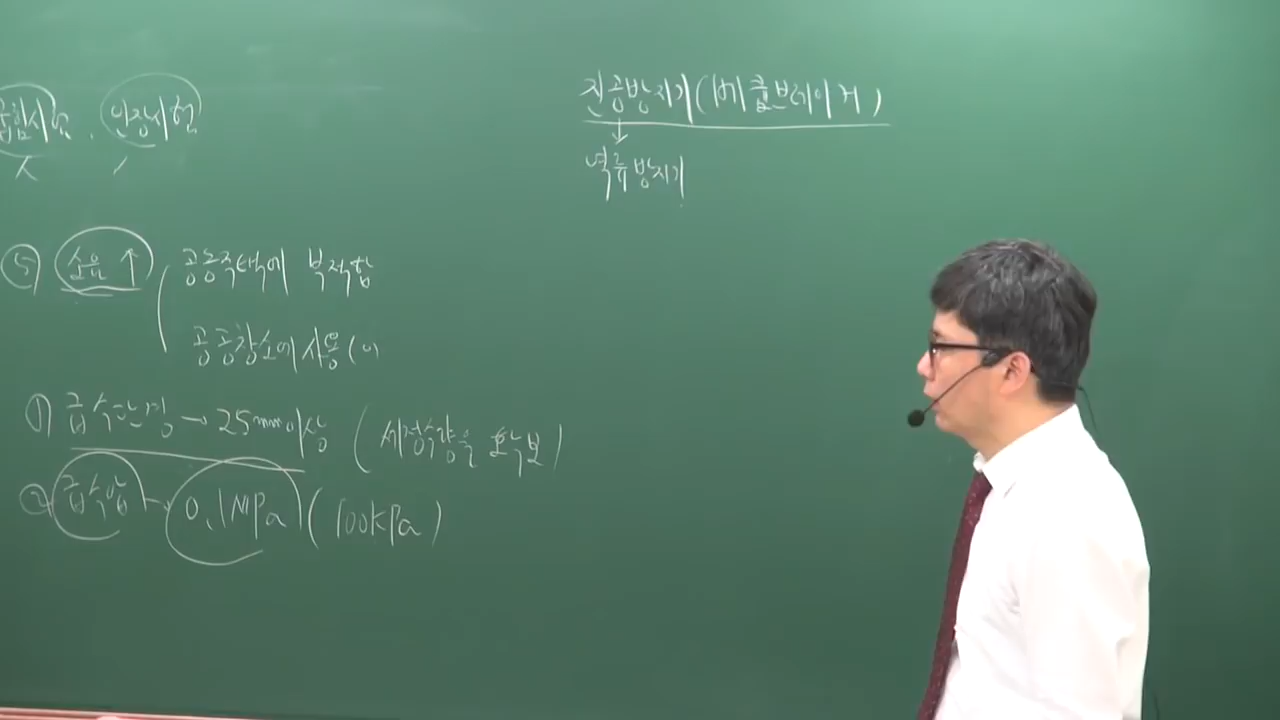 인장시험
⑤ 소음 ↑ 공동주택에 부적합
공공장소에 사용 (이
① 급수관경 → 25mm 이상 (세정수량을 확보)
② 급수압 → 0.1MPa (100KPa)
진공방지기 (버큠브레이커)
↓
역류방지기